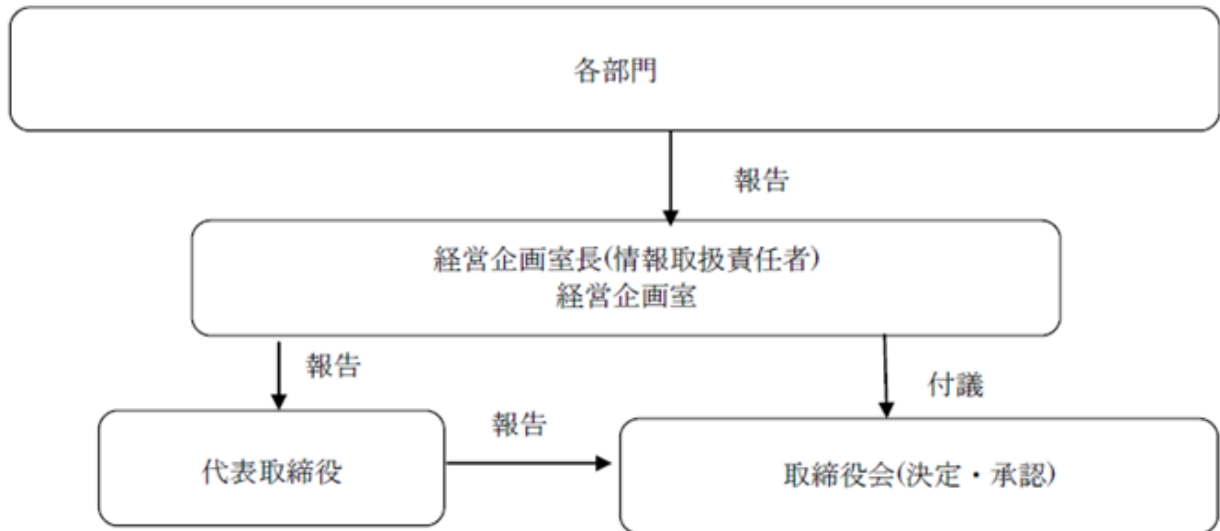 各部門
報告
経営企画室長(情報取扱責任者)
経営企画室
報告
付議
報告
代表取締役
取締役会(決定・承認)